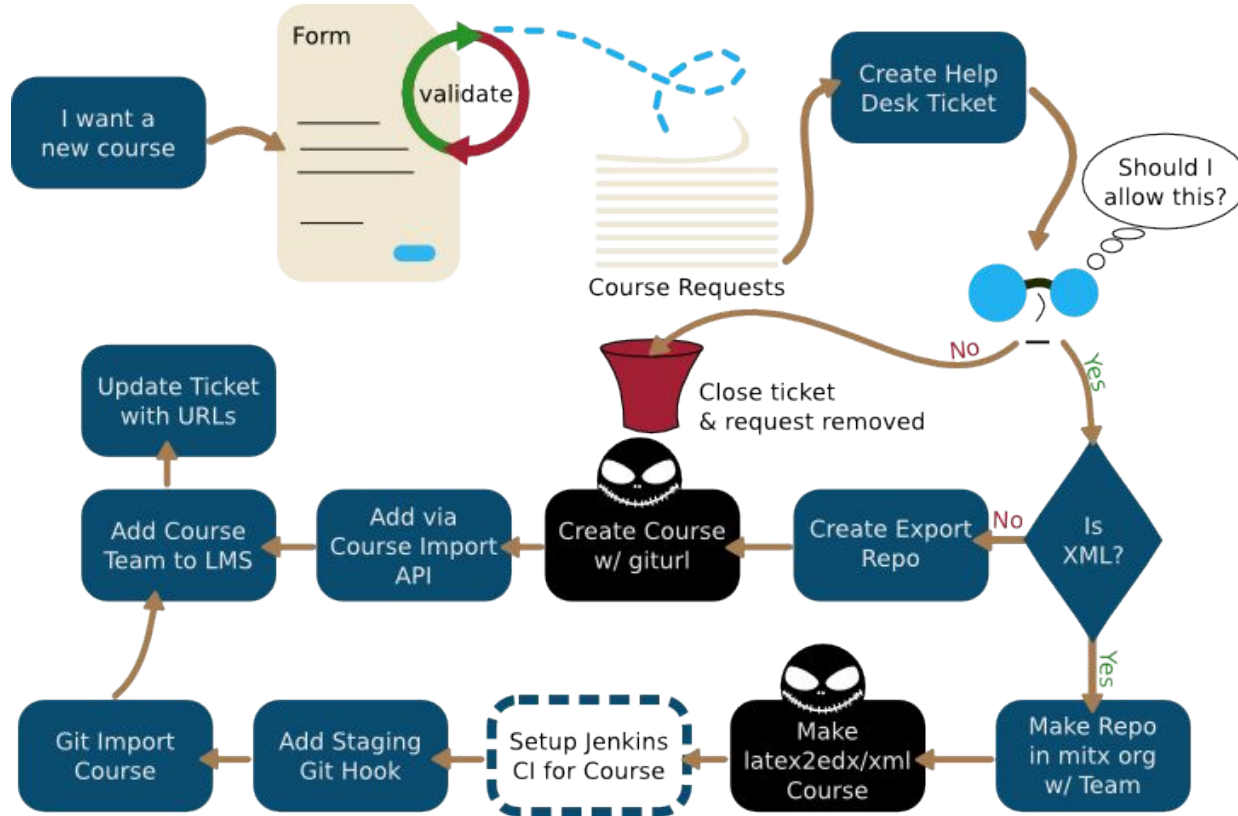 Form
validate
I want a
new course
Create Help
Desk Ticket
Should I
allow this?
Course Requests
No
Yes
Close ticket
& request removed
Update Ticket
with URLs
Add Course
Team to LMS
Add via
Course Import
API
Create Course
w/ giturl
Create Export
Repo
No
Is
XML?
Yes
Git Import
Course
Add Staging
Git Hook
Setup Jenkins
CI for Course
Make
latex2edx/xml
Course
Make Repo
in mitx org
w/ Team